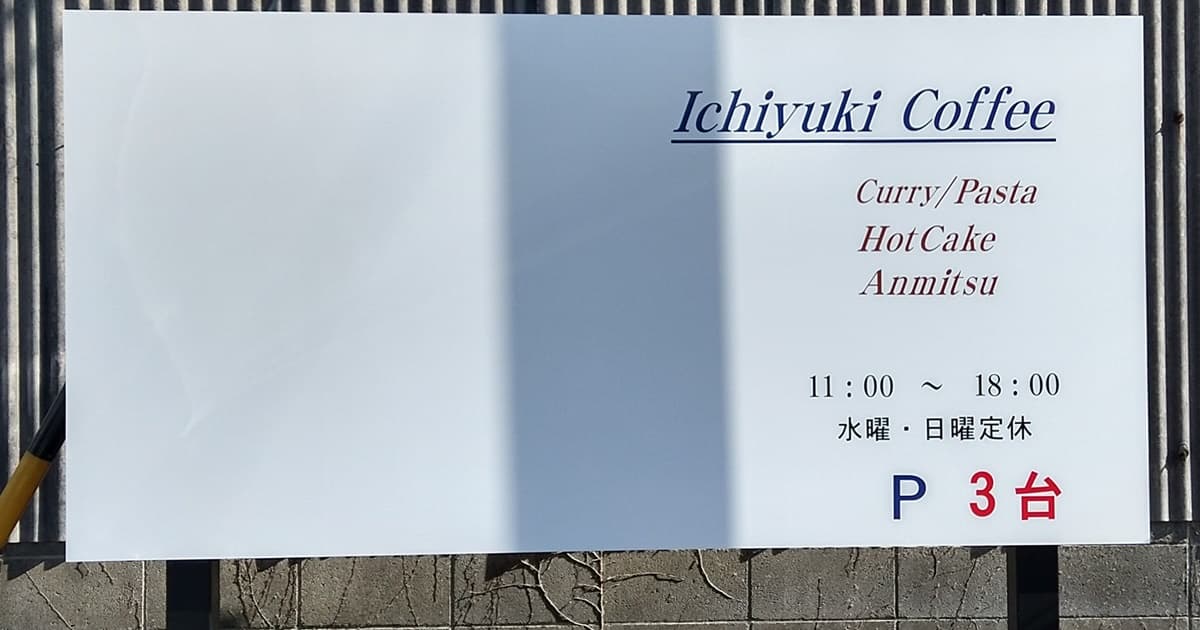 Ichiyuki Coffee
Curry/Pasta
HotCake
Anmitsu
11:00 ～ 18:00
水曜・日曜定休
P 3台